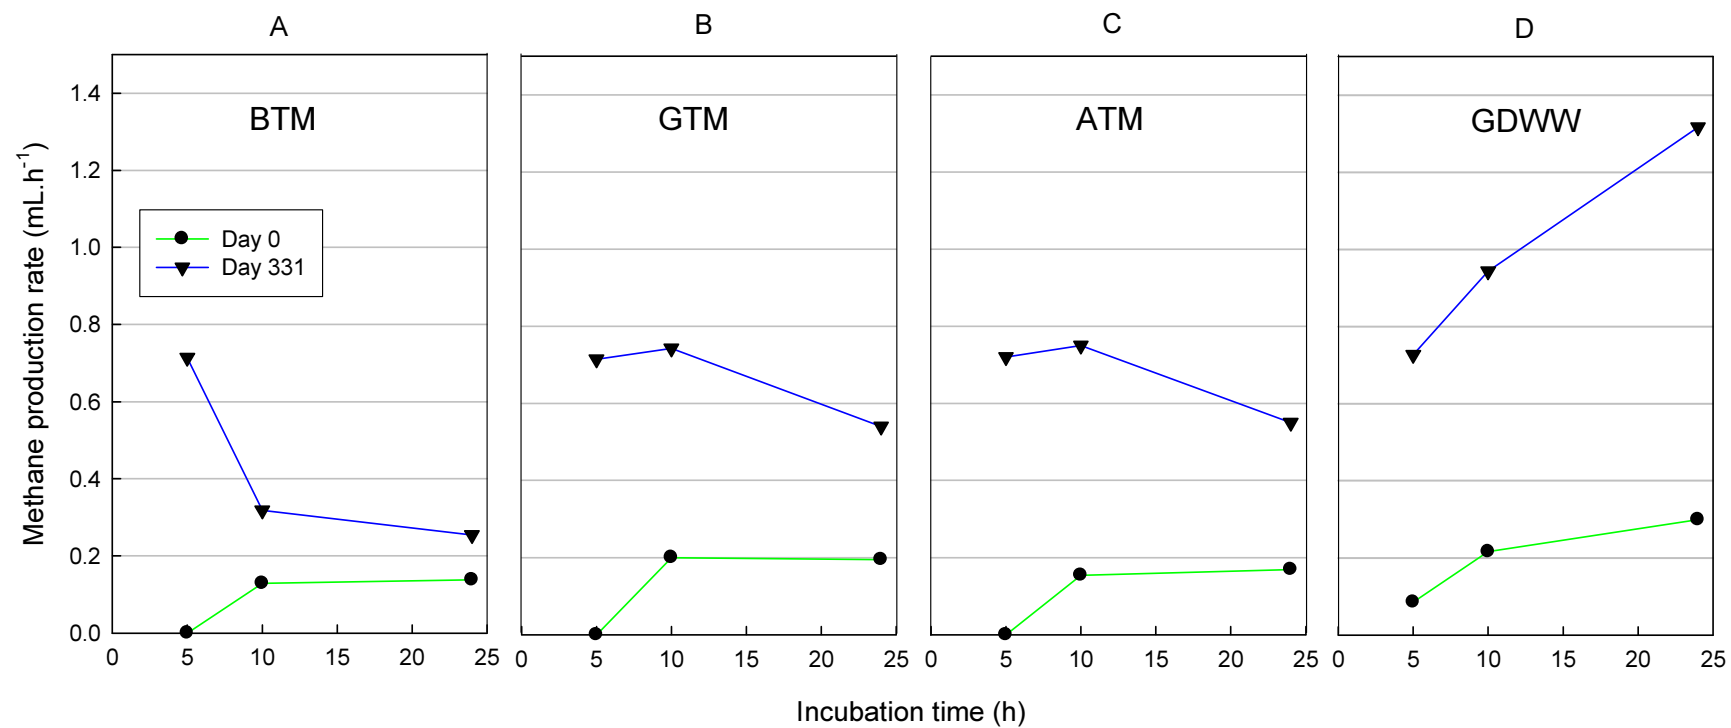 A B C D
BTM GTM ATM GDWW
Methane production rate (mL.h⁻¹)
1.4
1.2
1.0
0.8
0.6
0.4
0.2
0.0
Day 0
Day 331
0 5 10 15 20 25 0 5 10 15 20 25 0 5 10 15 20 25 0 5 10 15 20 25
Incubation time (h)